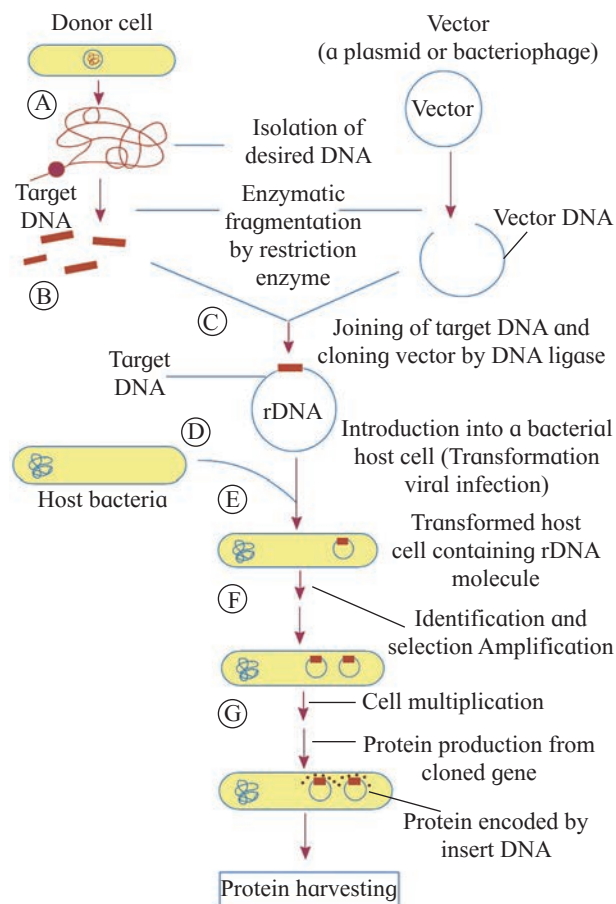 Donor cell
Vector
(a plasmid or bacteriophage)
A
Vector
Isolation of
desired DNA
Target
DNA
Enzymatic
fragmentation
by restriction
enzyme
Vector DNA
B
C
Joining of target DNA and
cloning vector by DNA ligase
Target
DNA
rDNA
D
Introduction into a bacterial
host cell (Transformation
viral infection)
Host bacteria
E
Transformed host
cell containing rDNA
molecule
F
Identification and
selection Amplification
G
Cell multiplication
Protein production from
cloned gene
Protein encoded by
insert DNA
Protein harvesting